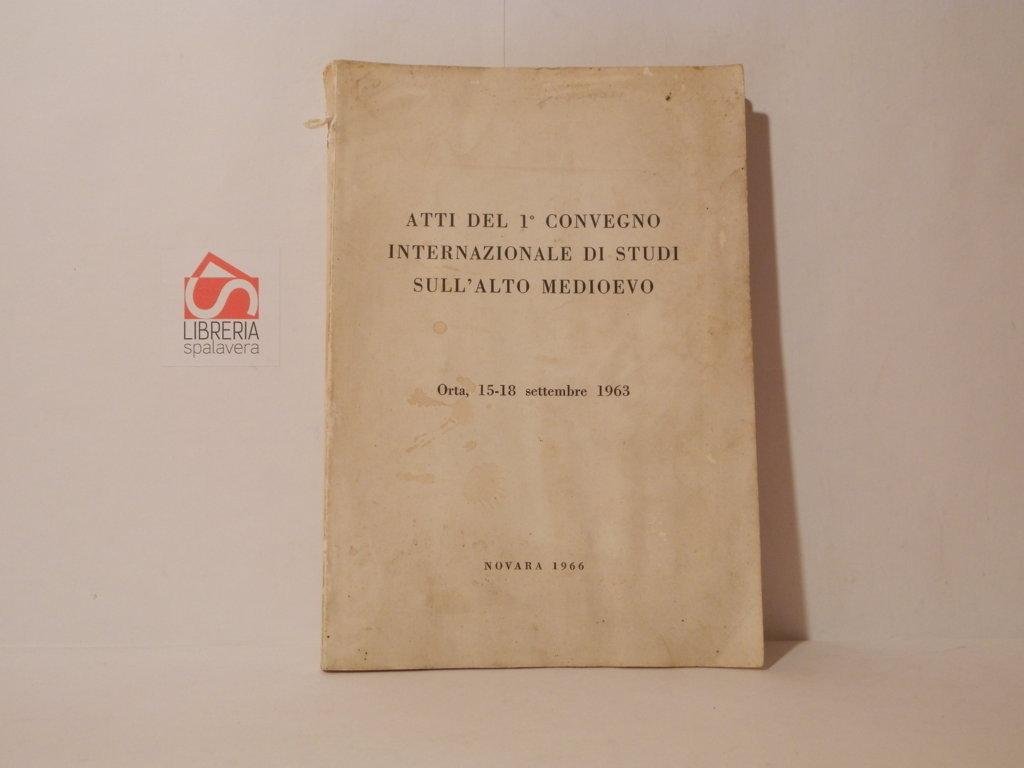 ATTI DEL 1° CONVEGNO
INTERNAZIONALE DI STUDI
SULL'ALTO MEDIOEVO
Orta, 15-18 settembre 1963
NOVARA 1966
LIBRERIA
spalavera